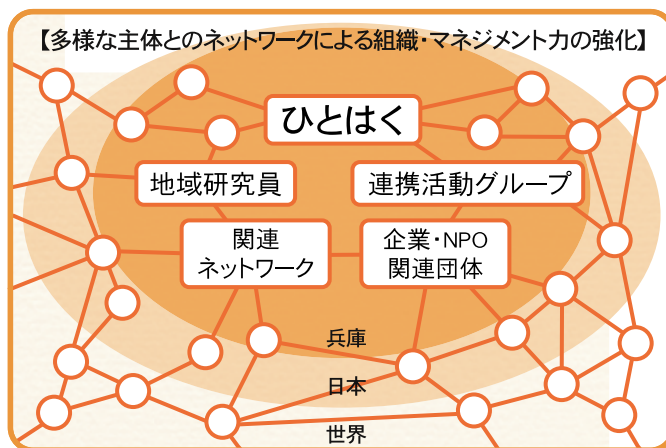 【多様な主体とのネットワークによる組織・マネジメント力の強化】
ひとはく
地域研究員
連携活動グループ
関連
ネットワーク
企業・NPO
関連団体
兵庫
日本
世界